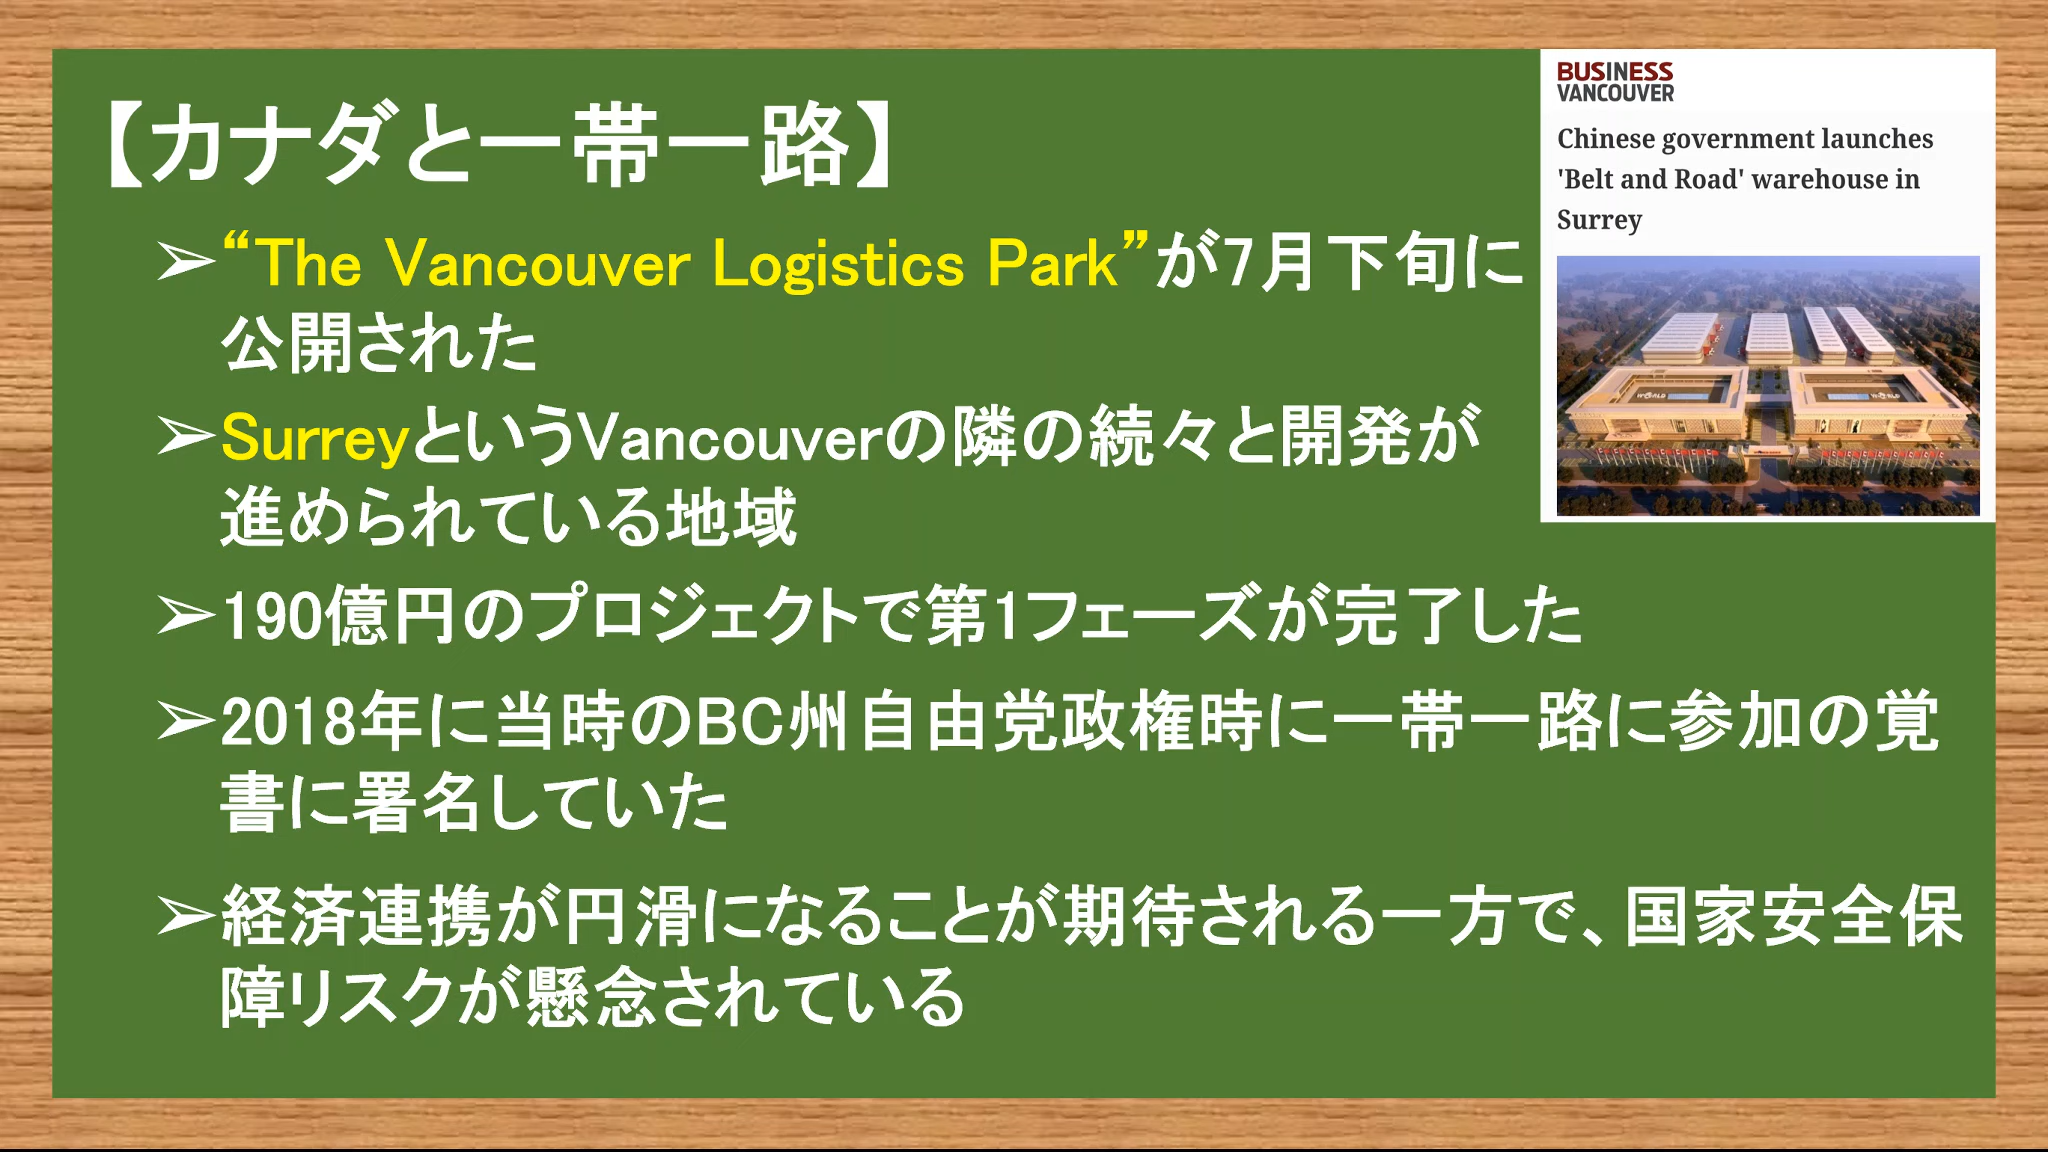 【カナダと一帯一路】
➢“The Vancouver Logistics Park”が7月下旬に
公開された
➢SurreyというVancouverの隣の続々と開発が
進められている地域
➢190億円のプロジェクトで第1フェーズが完了した
➢2018年に当時のBC州自由党政権時に一帯一路に参加の覚
書に署名していた
➢経済連携が円滑になることが期待される一方で、国家安全保
障リスクが懸念されている
BUSINESS
VANCOUVER
Chinese government launches
'Belt and Road' warehouse in
Surrey
WORLD
WORLD